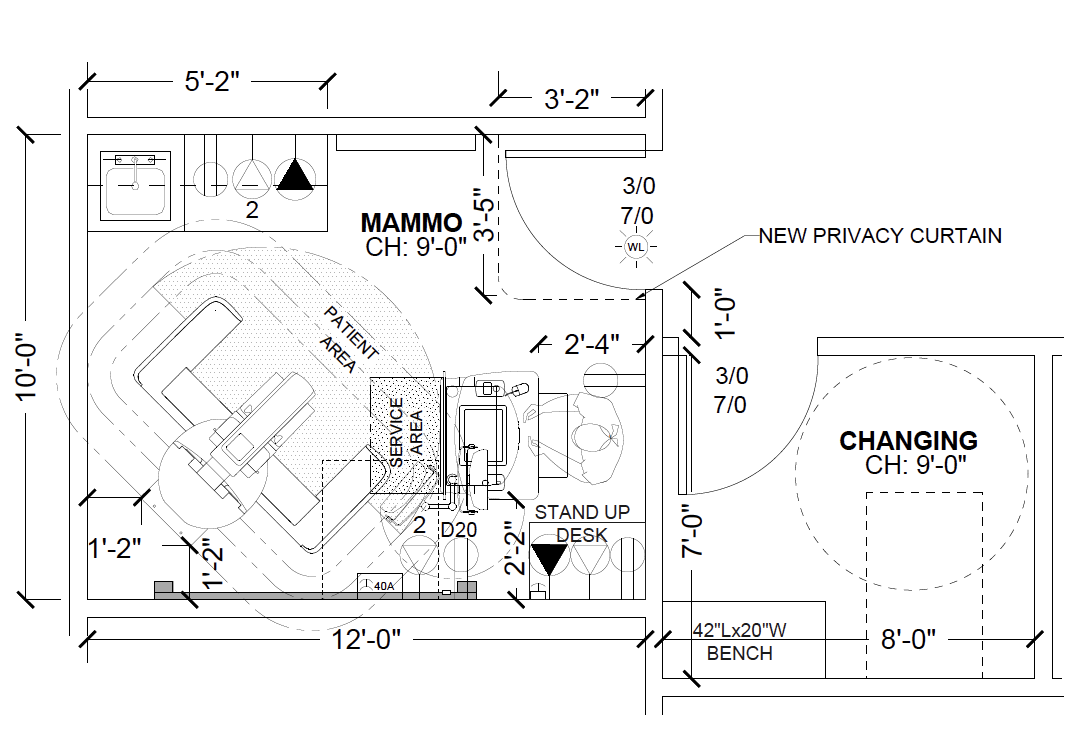 5'-2"
3'-2"
3/0
7/0
2
MAMMO
CH: 9'-0"
3'-5"
WL
NEW PRIVACY CURTAIN
1'-0"
PATIENT
AREA
2'-4"
10'-0"
3/0
7/0
SERVICE
AREA
CHANGING
CH: 9'-0"
STAND UP
DESK
2
D20
2'-2"
7'-0"
1'-2"
1'-2"
40A
12'-0"
42"Lx20"W
BENCH
8'-0"